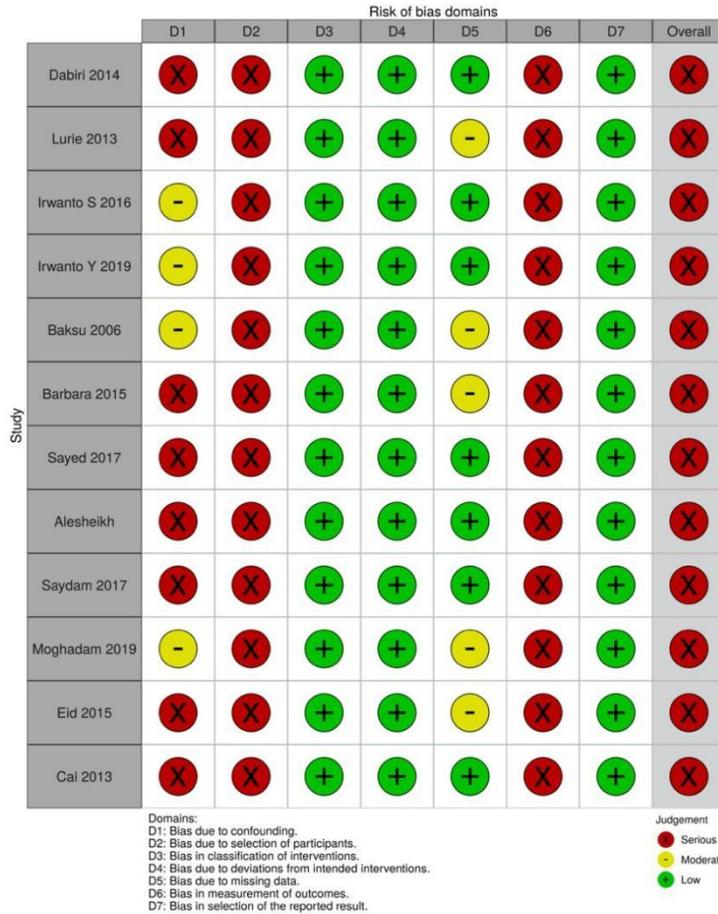 Risk of bias domains
D1 D2 D3 D4 D5 D6 D7 Overall
Study
Dabiri 2014 X X + + + X + X
Lurie 2013 X X + + - X + X
Irwanto S 2016 - X + + + X + X
Irwanto Y 2019 - X + + + X + X
Baksu 2006 - X + + - X + X
Barbara 2015 X X + + - X + X
Sayed 2017 X X + + + X + X
Alesheikh X X + + + X + X
Saydam 2017 X X + + + X + X
Moghadam 2019 - X + + - X + X
Eid 2015 X X + + - X + X
Cai 2013 X X + + + X + X
Domains:
D1: Bias due to confounding.
D2: Bias due to selection of participants.
D3: Bias in classification of interventions.
D4: Bias due to deviations from intended interventions.
D5: Bias due to missing data.
D6: Bias in measurement of outcomes.
D7: Bias in selection of the reported result.
Judgement
X Serious
- Moderat
+ Low